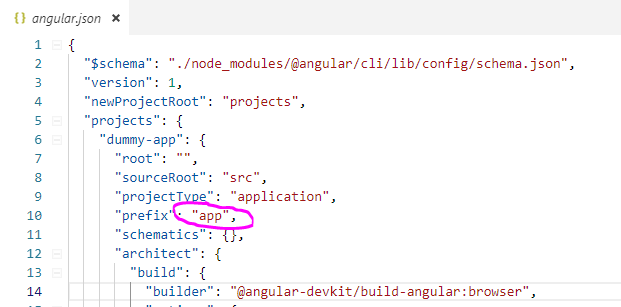 {} angular.json ×
1 {
2 "$schema": "./node_modules/@angular/cli/lib/config/schema.json",
3 "version": 1,
4 "newProjectRoot": "projects",
5 "projects": {
6 "dummy-app": {
7 "root": "",
8 "sourceRoot": "src",
9 "projectType": "application",
10 "prefix": "app",
11 "schematics": {},
12 "architect": {
13 "build": {
14 "builder": "@angular-devkit/build-angular:browser",